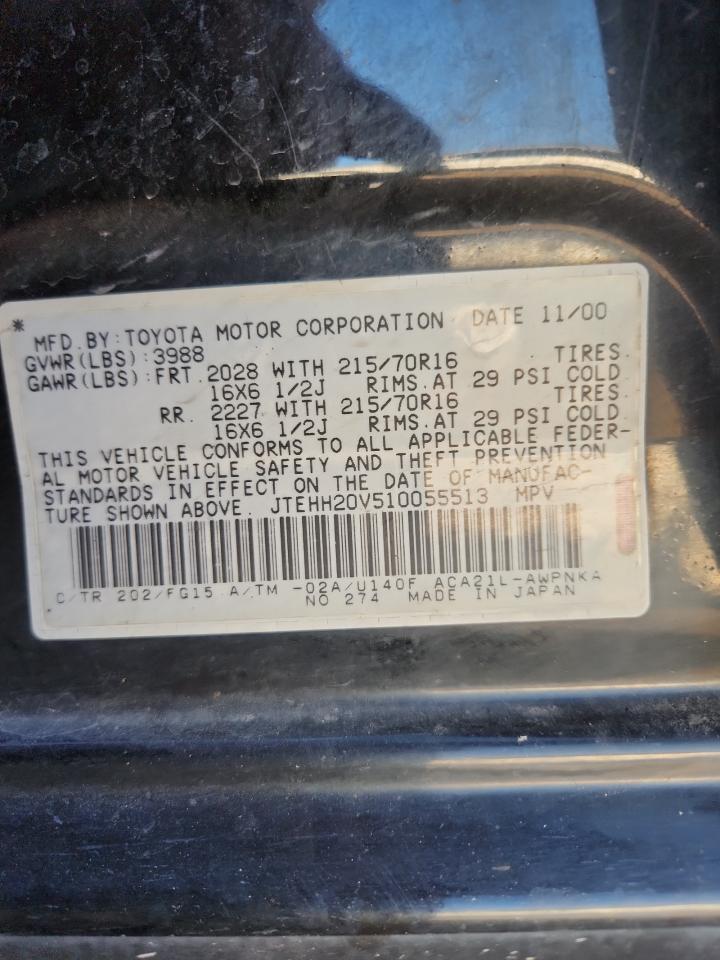 * MFD.BY:TOYOTA MOTOR CORPORATION DATE 11/00
GVWR(LBS):3988
GAWR(LBS):FRT.2028 WITH 215/70R16 TIRES.
16X6 1/2J RIMS.AT 29 PSI COLD
RR. 2227 WITH 215/70R16 TIRES.
16X6 1/2J RIMS.AT 29 PSI COLD.
THIS VEHICLE CONFORMS TO ALL APPLICABLE FEDER-
AL MOTOR VEHICLE SAFETY AND THEFT PREVENTION
STANDARDS IN EFFECT ON THE DATE OF MANUFAC-
TURE SHOWN ABOVE. JTEHH20V510055513 MPV
C/TR 202/FG15 A/TM -02A/U140F ACA21L-AWPNKA
NO 274 MADE IN JAPAN